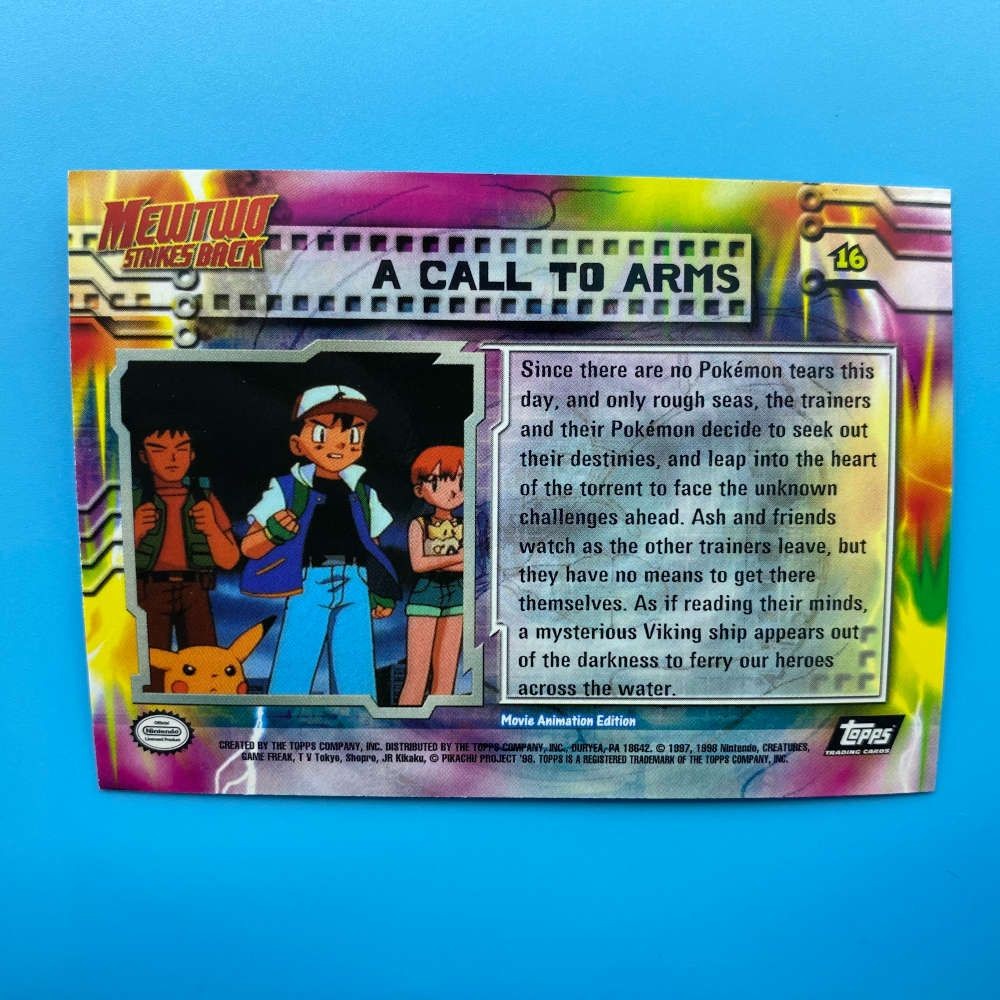 MEWTWO
STRIKES BACK
A CALL TO ARMS
16
Since there are no Pokémon tears this
day, and only rough seas, the trainers
and their Pokémon decide to seek out
their destinies, and leap into the heart
of the torrent to face the unknown
challenges ahead. Ash and friends
watch as the other trainers leave, but
they have no means to get there
themselves. As if reading their minds,
a mysterious Viking ship appears out
of the darkness to ferry our heroes
across the water.
Movie Animation Edition
Official
Nintendo
Licensed Product
Topps
TRADING CARDS
CREATED BY THE TOPPS COMPANY, INC. DISTRIBUTED BY THE TOPPS COMPANY, INC., DURYEA, PA 18642. © 1997, 1998 Nintendo, CREATURES,
GAME FREAK, T V Tokyo, Shopro, JR Kikaku, © PIKACHU PROJECT '98. TOPPS IS A REGISTERED TRADEMARK OF THE TOPPS COMPANY, INC.